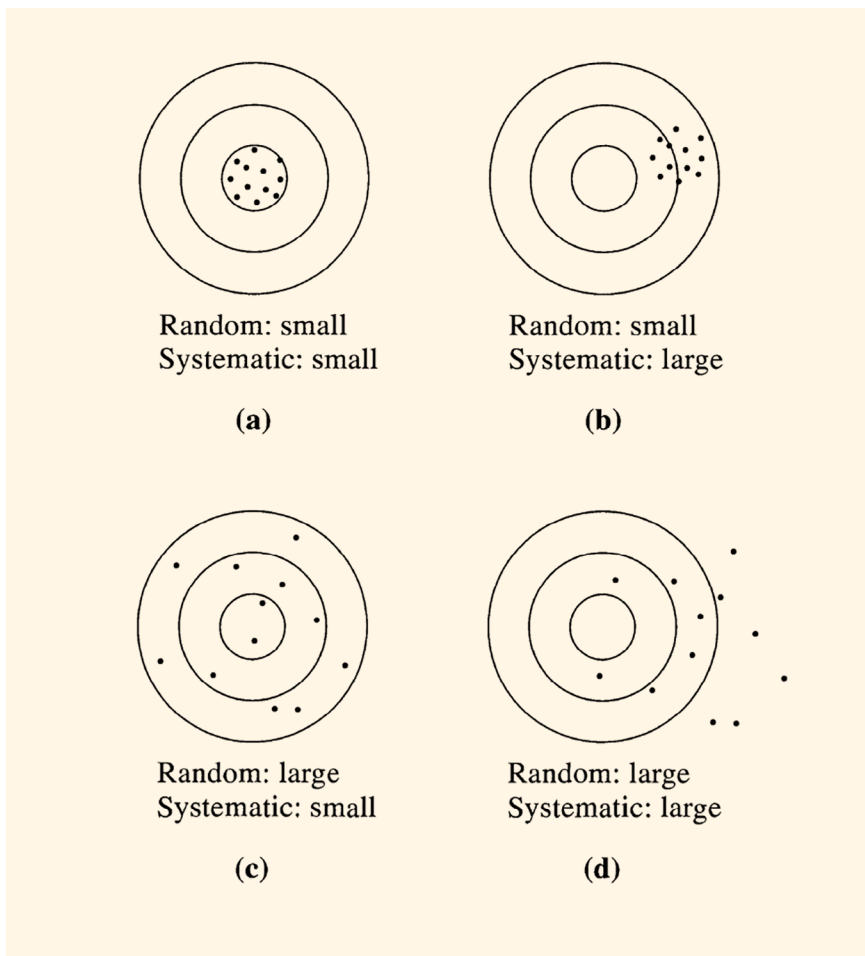 Random: small
Systematic: small
(a)
Random: small
Systematic: large
(b)
Random: large
Systematic: small
(c)
Random: large
Systematic: large
(d)